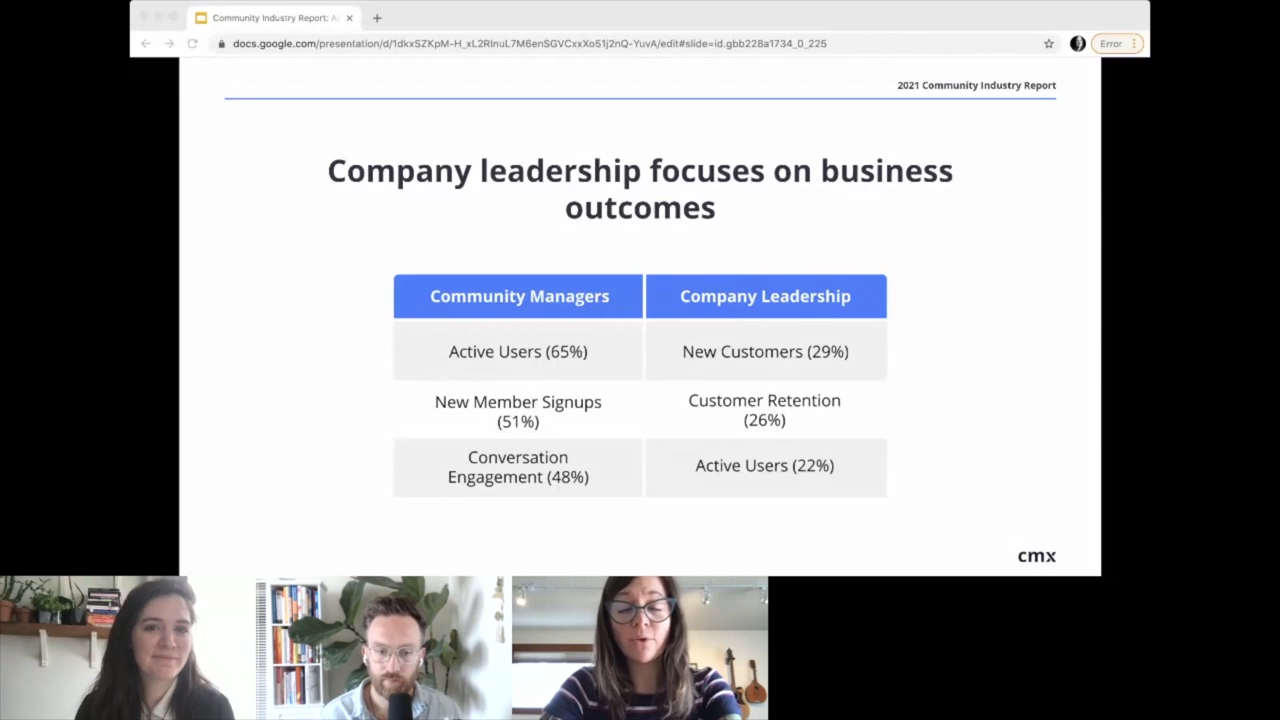 Community Industry Report: A
docs.google.com/presentation/d/1dkxSZKpM-H_xL2RlnuL7M6enSGVCxxXo51j2nQ-YuvA/edit#slide=id.gbb228a1734_0_225
Error
2021 Community Industry Report
Company leadership focuses on business
outcomes
Community Managers
Company Leadership
Active Users (65%)
New Customers (29%)
New Member Signups
(51%)
Customer Retention
(26%)
Conversation
Engagement (48%)
Active Users (22%)
cmx